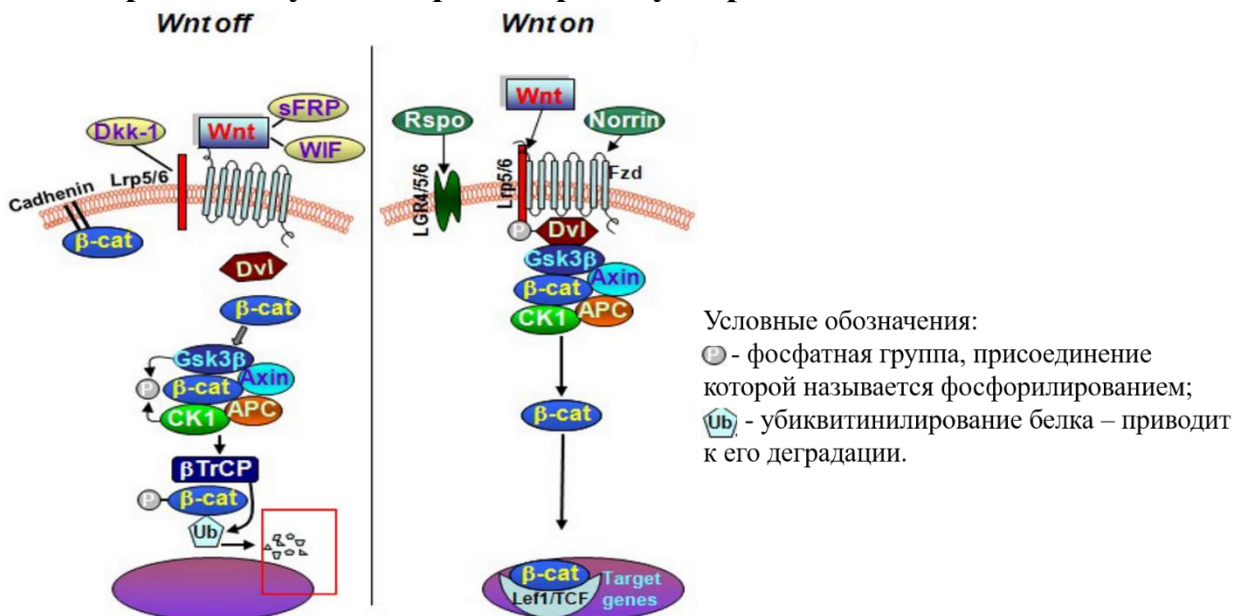 Wnt off
Wnt on
Dkk-1
Wnt
sFRP
WIF
Cadhenin
Lrp5/6
β-cat
Dvl
β-cat
Gsk3β
P
β-cat
Axin
CK1
APC
βTrCP
P
β-cat
Ub
Wnt
Rspo
Norrin
LGR4/5/6
Lrp5/6
Fzd
P
Dvl
Gsk3β
Axin
β-cat
APC
CK1
β-cat
β-cat
Lef1/TCF
Target
genes
Условные обозначения:
P - фосфатная группа, присоединение
которой называется фосфорилированием;
Ub - убиквитинилирование белка – приводит
к его деградации.